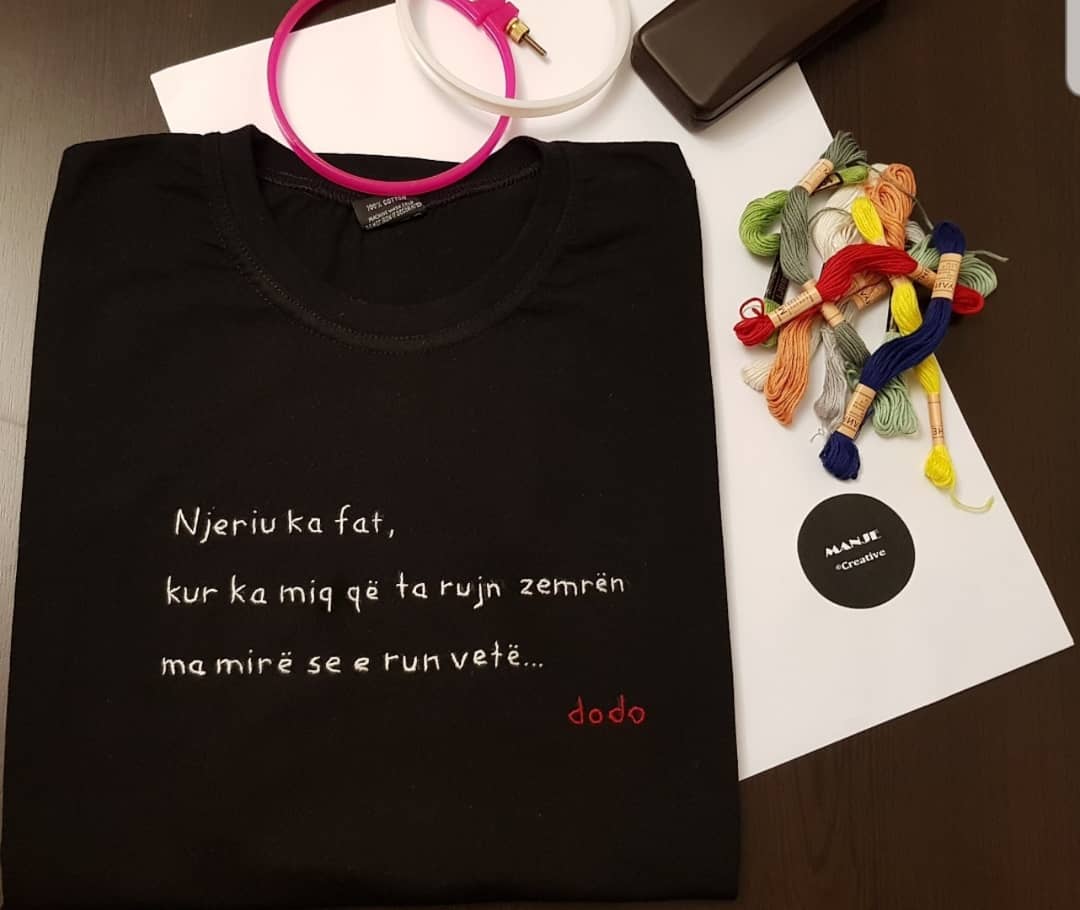 100% COTTON
Njeriu ka fat,
kur ka miq që ta rujn zemrën
ma mirë se e run vetë...
dodo
MANJE
©Creative